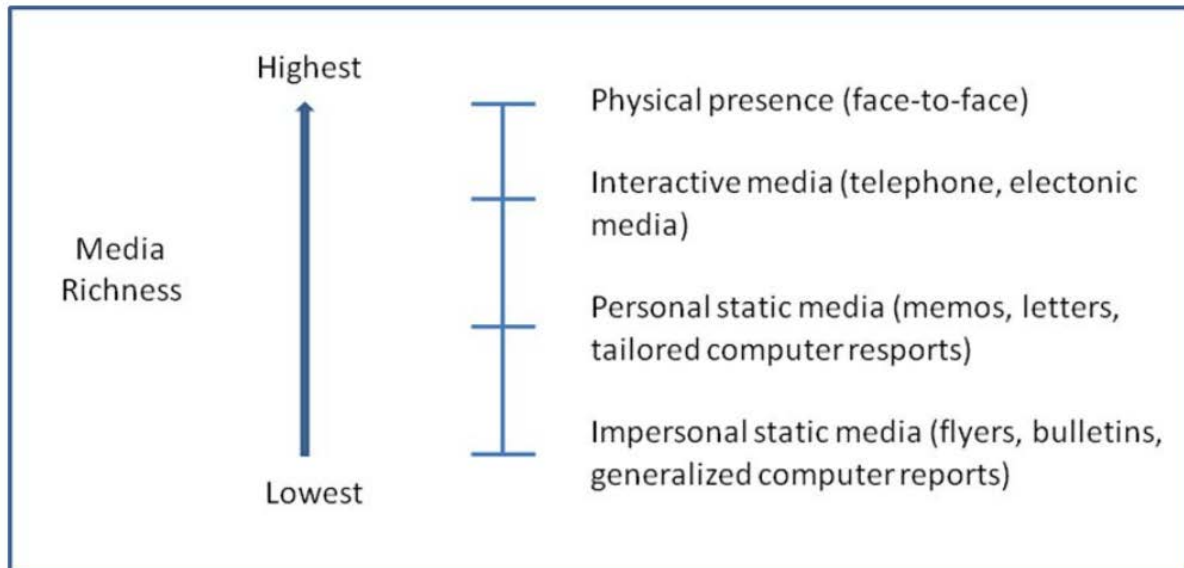 Highest
Physical presence (face-to-face)
Interactive media (telephone, electonic
media)
Media
Richness
Personal static media (memos, letters,
tailored computer resports)
Impersonal static media (flyers, bulletins,
generalized computer reports)
Lowest